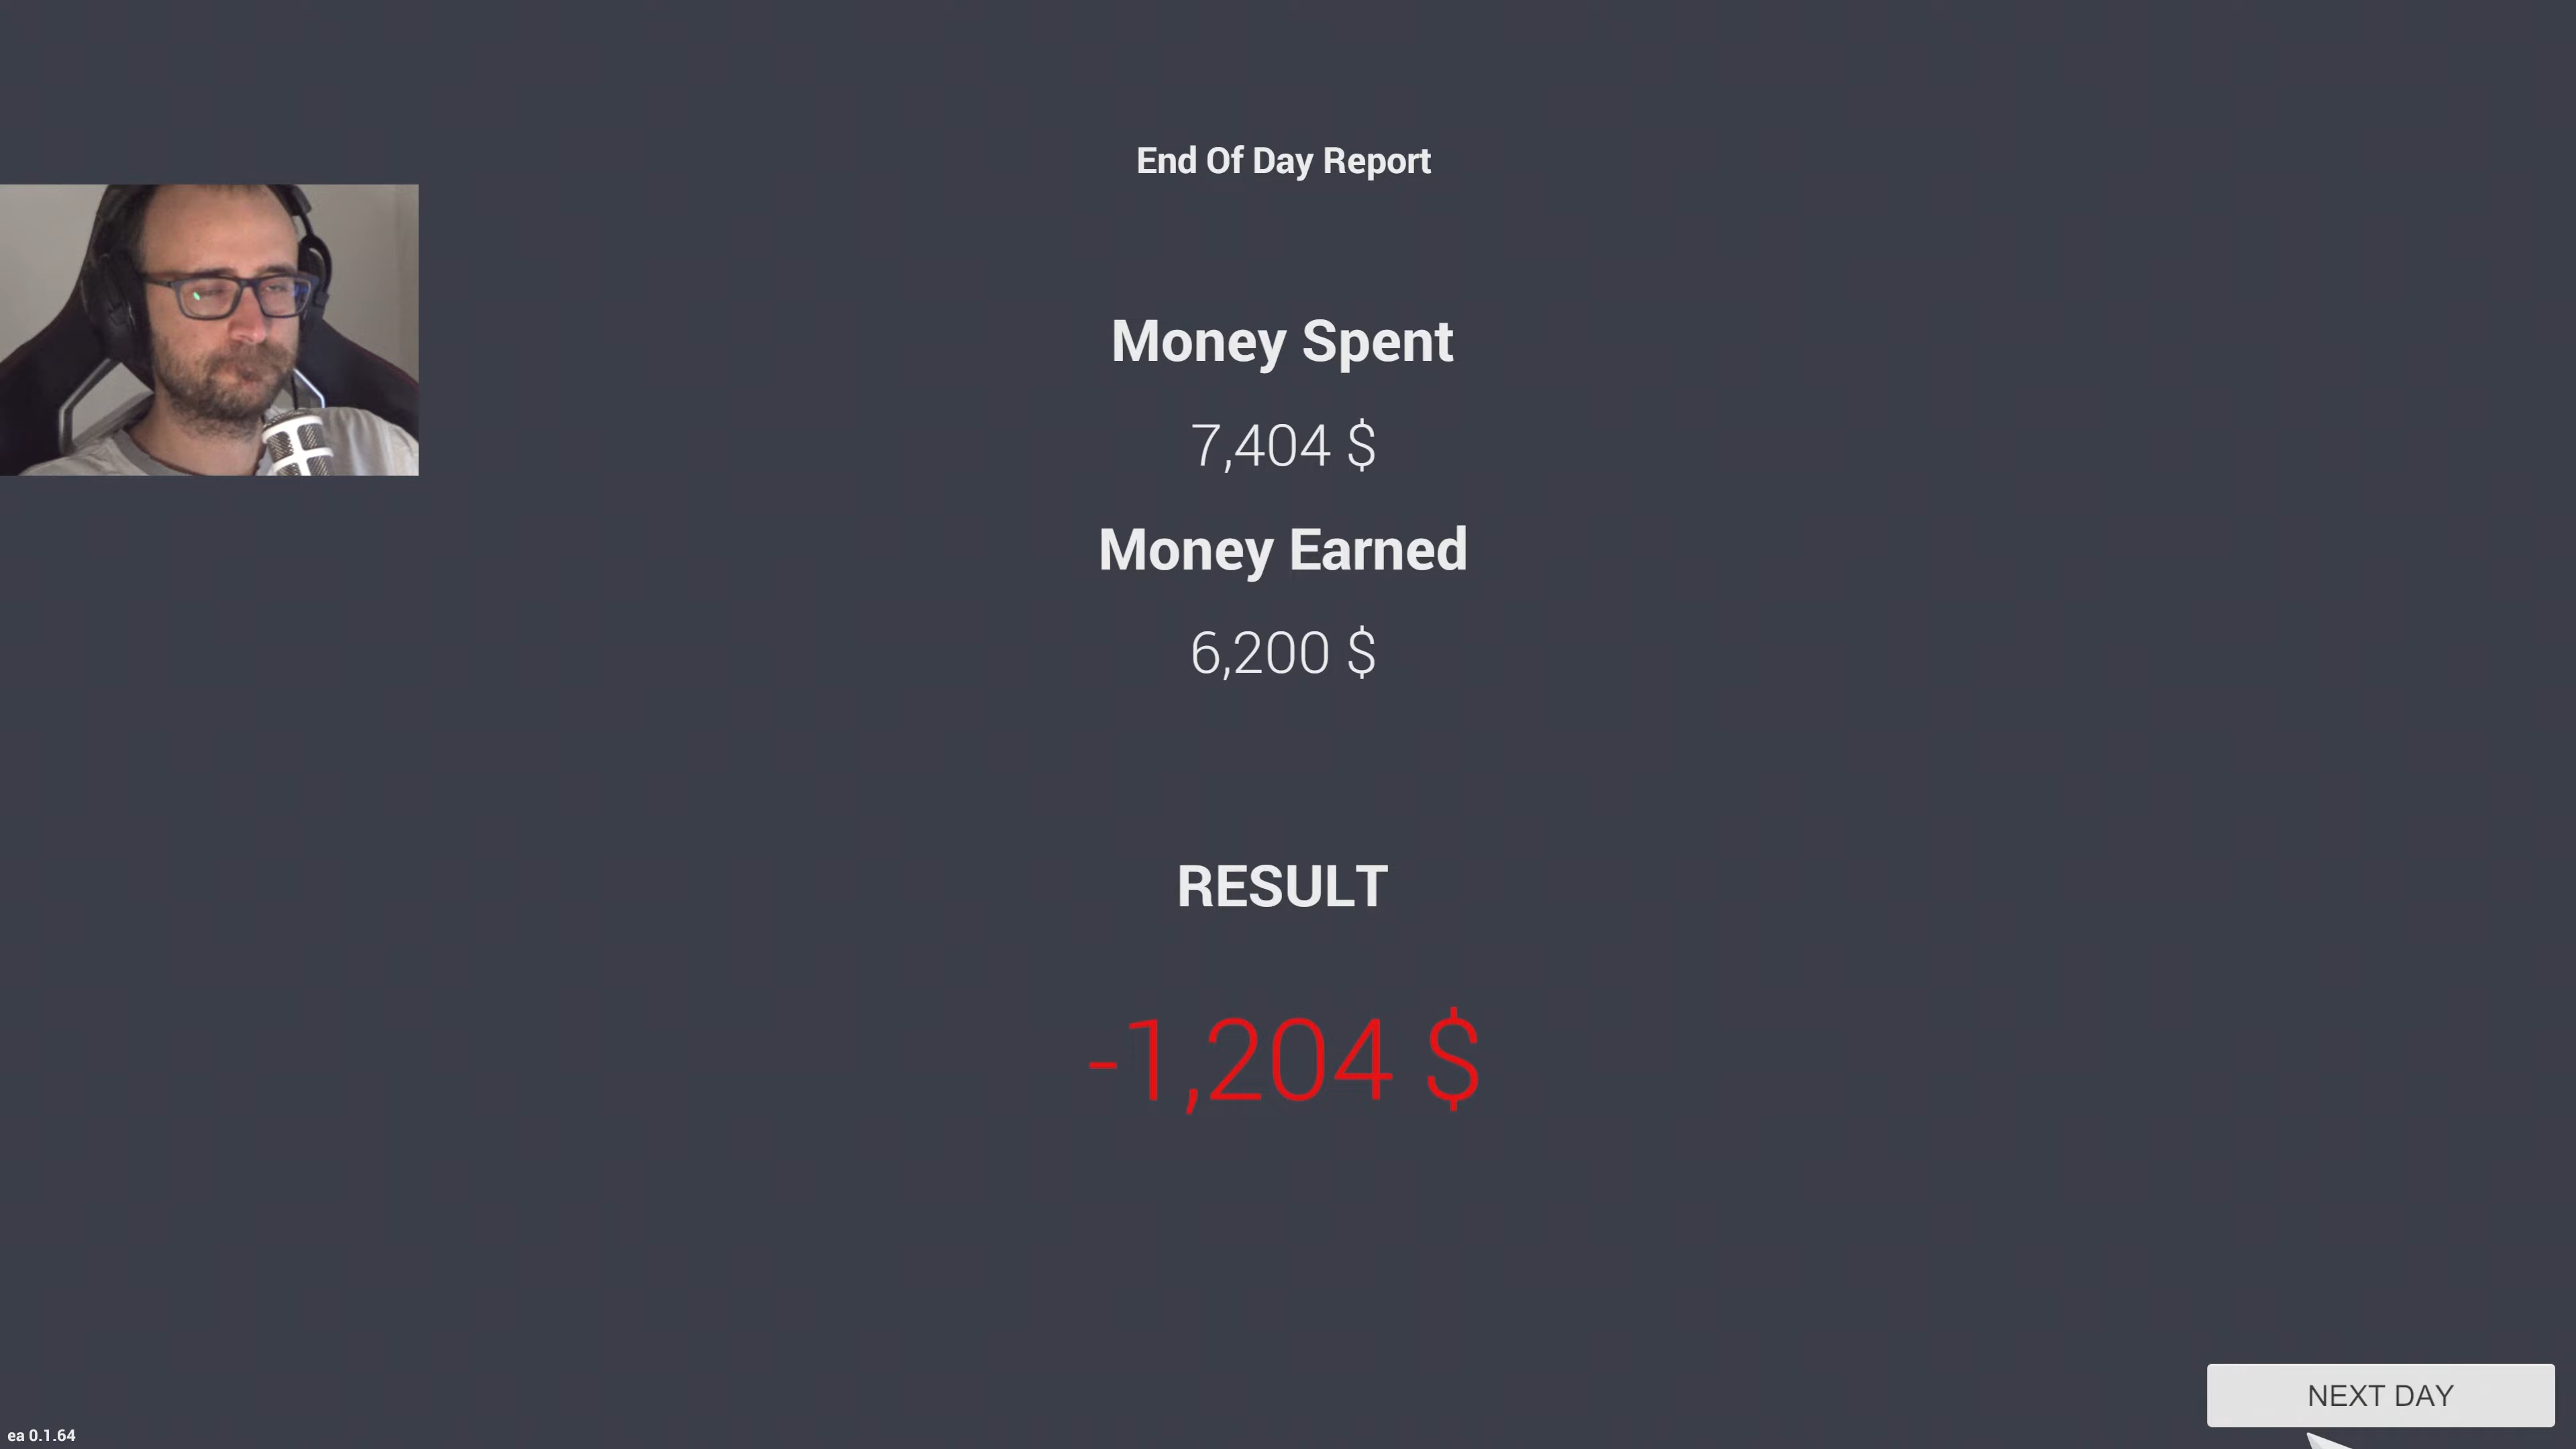 End Of Day Report
Money Spent
7,404 $
Money Earned
6,200 $
RESULT
-1,204 $
NEXT DAY
ea 0.1.64